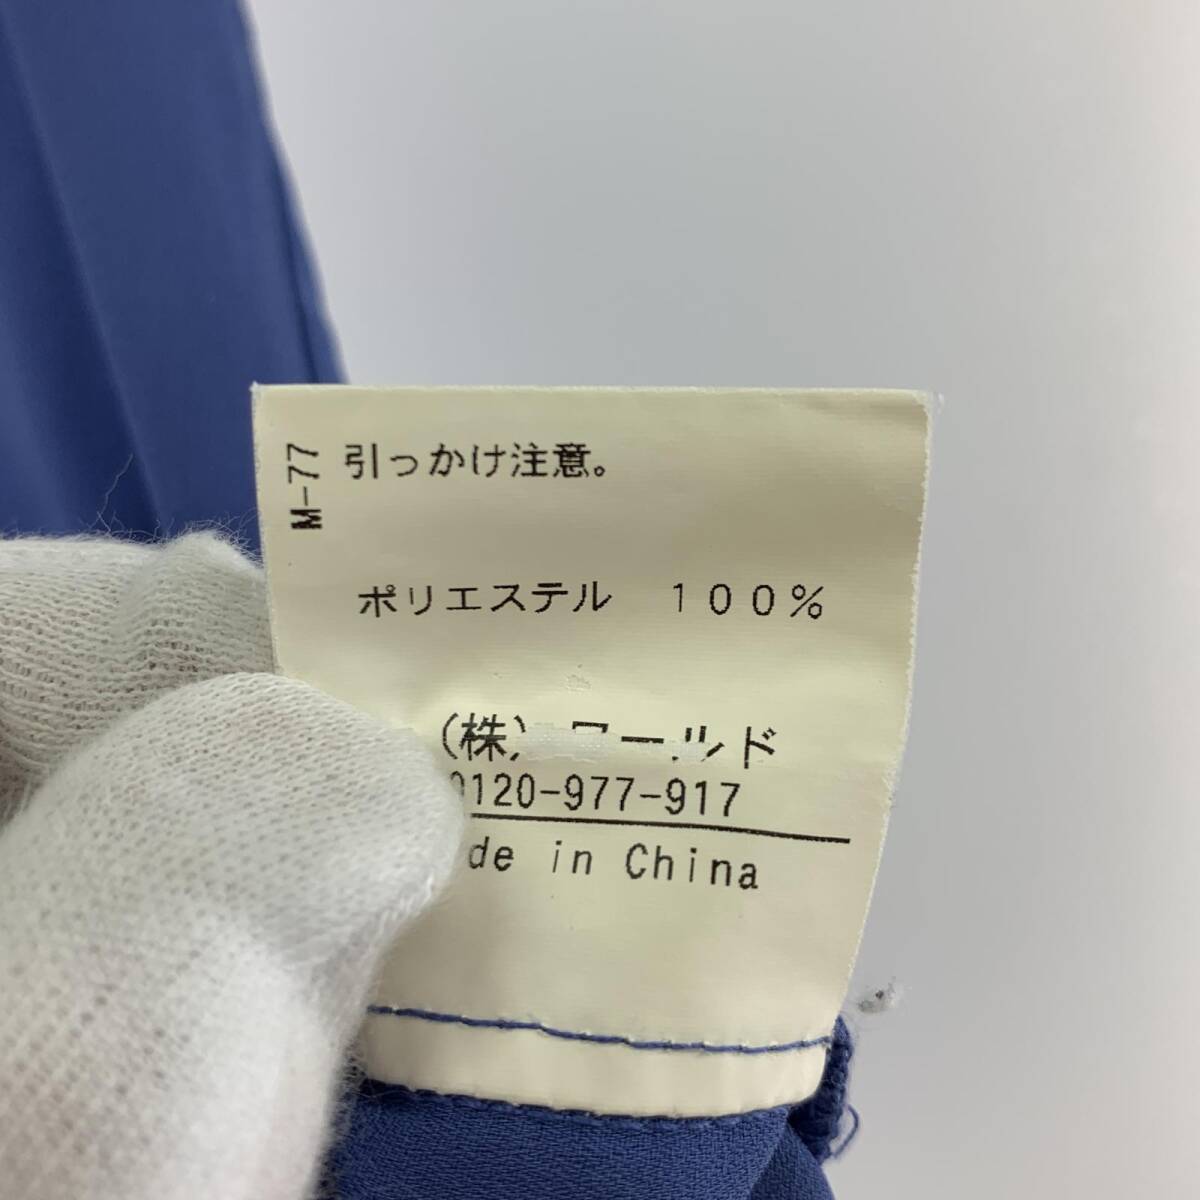 M-77
引っかけ注意。
ポリエステル　100%
(株) ワールド
0120-977-917
de in China